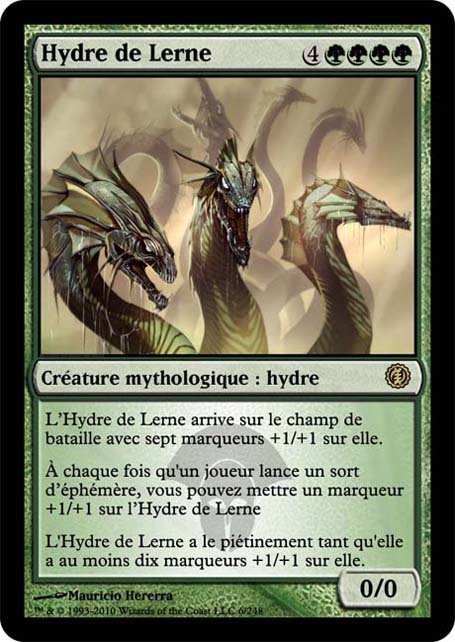 Hydre de Lerne 4
Créature mythologique : hydre
L'Hydre de Lerne arrive sur le champ de
bataille avec sept marqueurs +1/+1 sur elle.
À chaque fois qu'un joueur lance un sort
d'éphémère, vous pouvez mettre un marqueur
+1/+1 sur l'Hydre de Lerne
L'Hydre de Lerne a le piétinement tant qu'elle
a au moins dix marqueurs +1/+1 sur elle.
0/0
Mauricio Hererra
™ & © 1993-2010 Wizards of the Coast LLC 6/248